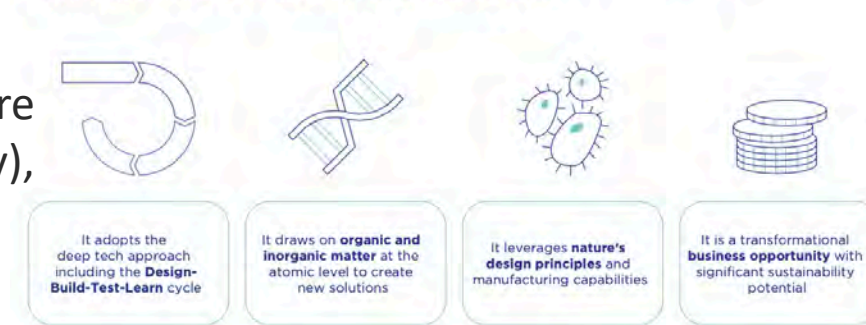 re
y),
It adopts the
deep tech approach
including the Design-
Build-Test-Learn cycle
It draws on organic and
inorganic matter at the
atomic level to create
new solutions
It leverages nature's
design principles and
manufacturing capabilities
It is a transformational
business opportunity with
significant sustainability
potential